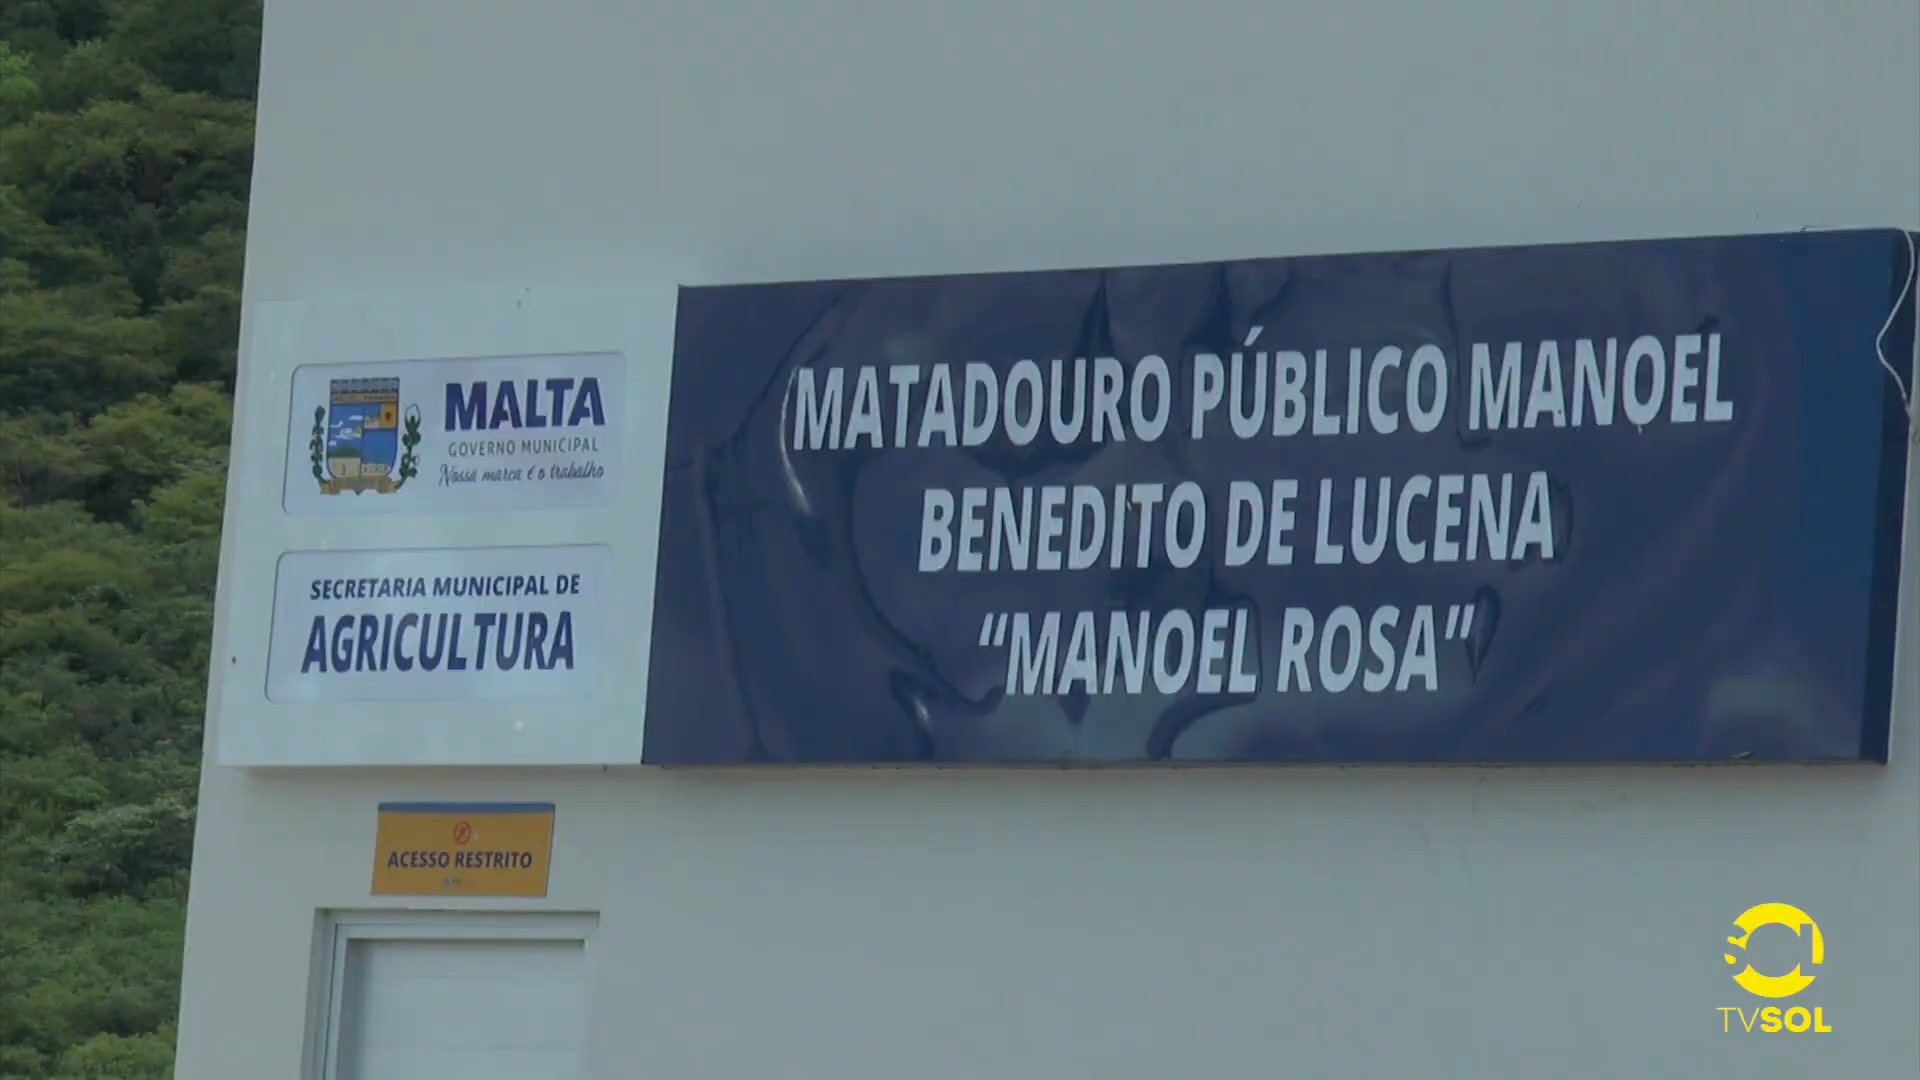 MALTA
GOVERNO MUNICIPAL
Nossa marca é o trabalho
SECRETARIA MUNICIPAL DE
AGRICULTURA
MATADOURO PÚBLICO MANOEL
BENEDITO DE LUCENA
“MANOEL ROSA”
ACESSO RESTRITO
TVSOL